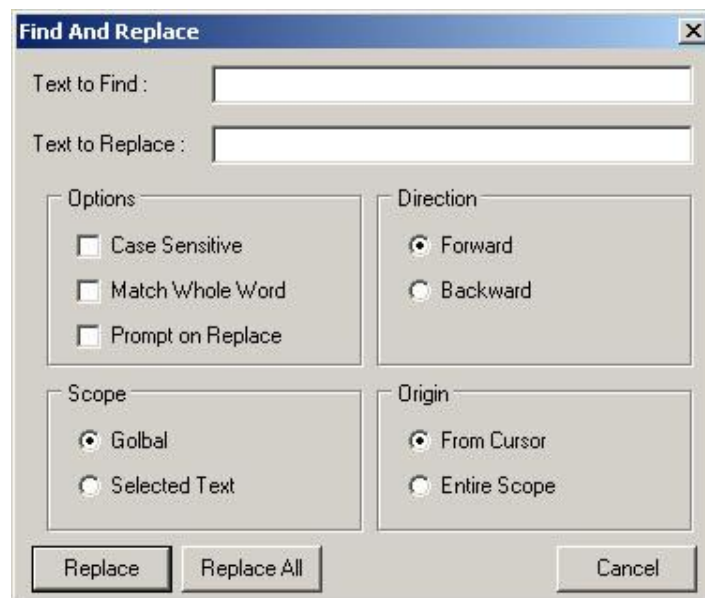 Find And Replace
Text to Find :
Text to Replace :
Options
Case Sensitive
Match Whole Word
Prompt on Replace
Direction
Forward
Backward
Scope
Golbal
Selected Text
Origin
From Cursor
Entire Scope
Replace
Replace All
Cancel